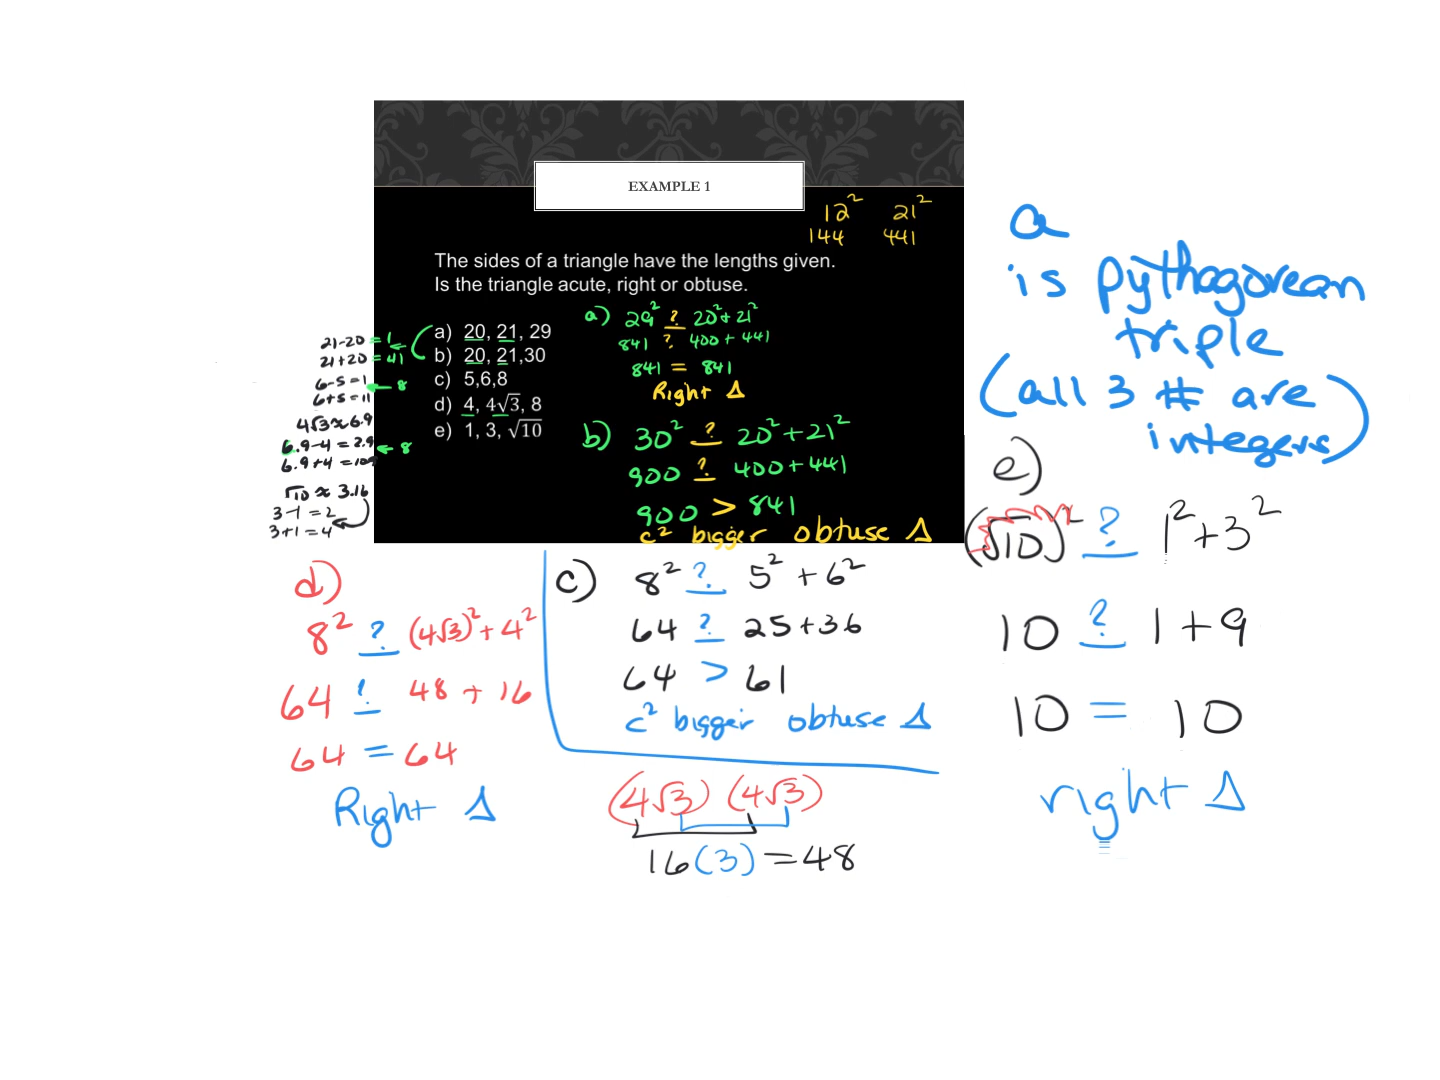 EXAMPLE 1
12² 21²
144 441
The sides of a triangle have the lengths given.
Is the triangle acute, right or obtuse.
a) 20, 21, 29
b) 20, 21,30
c) 5,6,8
d) 4, 4√3, 8
e) 1, 3, √10
21-20 = 1
21+20 = 41
6-5=1
6+5=11
← 8
4√3≈6.9
6.9-4=2.9
6.9+4=109
← 8
√10 ≈ 3.16
3-1=2
3+1=4
a) 29² ? 20²+21²
841 ? 400+441
841 = 841
Right Δ
b) 30² ? 20²+21²
900 ? 400+441
900 > 841
c² bigger obtuse Δ
c) 8² ? 5²+6²
64 ? 25+36
64 > 61
c² bigger obtuse Δ
d)
8² ? (4√3)²+4²
64 ? 48+16
64 = 64
Right Δ
(4√3)(4√3)
16(3)=48
a
is pythagorean
triple
(all 3 # are
integers)
e)
(√10)² ? 1²+3²
10 ? 1+9
10 = 10
right Δ